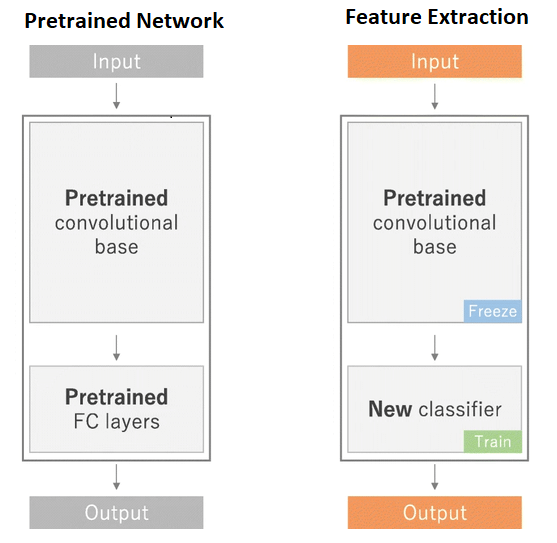 Pretrained Network
Input
Pretrained
convolutional
base
Pretrained
FC layers
Output
Feature Extraction
Input
Pretrained
convolutional
base
Freeze
New classifier
Train
Output